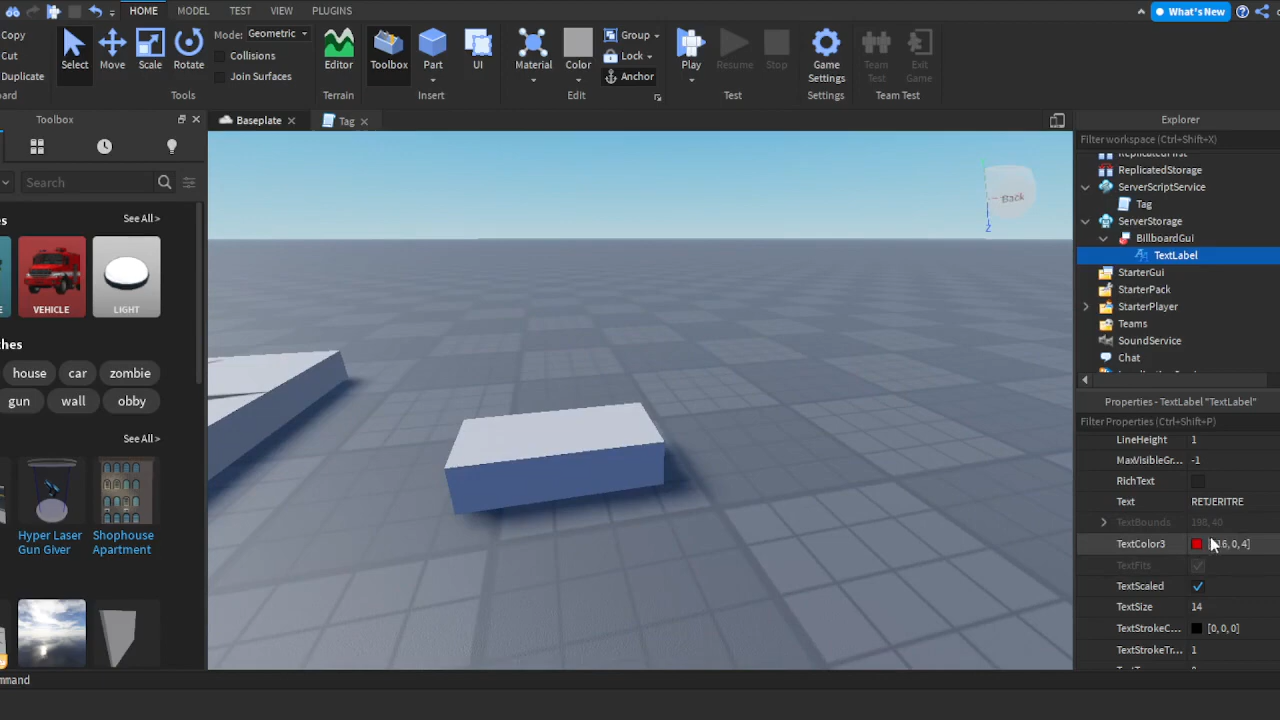 HOME MODEL TEST VIEW PLUGINS What's New
Copy
Cut
Duplicate
Select Move Scale Rotate
Mode: Geometric
Collisions
Join Surfaces
Tools
Editor
Terrain
Toolbox Part UI
Insert
Material Color
Group
Lock
Anchor
Edit
Play Resume Stop
Test
Game Settings
Settings
Team Test Exit Game
Team Test
Toolbox
Baseplate Tag
Search
See All >
VEHICLE LIGHT
house car zombie
gun wall obby
See All >
Hyper Laser Gun Giver
Shophouse Apartment
Back
Z
Explorer
Filter workspace (Ctrl+Shift+X)
ReplicatedFirst
ReplicatedStorage
ServerScriptService
Tag
ServerStorage
BillboardGui
TextLabel
StarterGui
StarterPack
StarterPlayer
Teams
SoundService
Chat
Properties - TextLabel "TextLabel"
Filter Properties (Ctrl+Shift+P)
LineHeight 1
MaxVisibleGr... -1
RichText
Text RETJERITRE
TextBounds 198, 40
TextColor3 16, 0, 4]
TextFits
TextScaled
TextSize 14
TextStrokeC... [0, 0, 0]
TextStrokeTr... 1